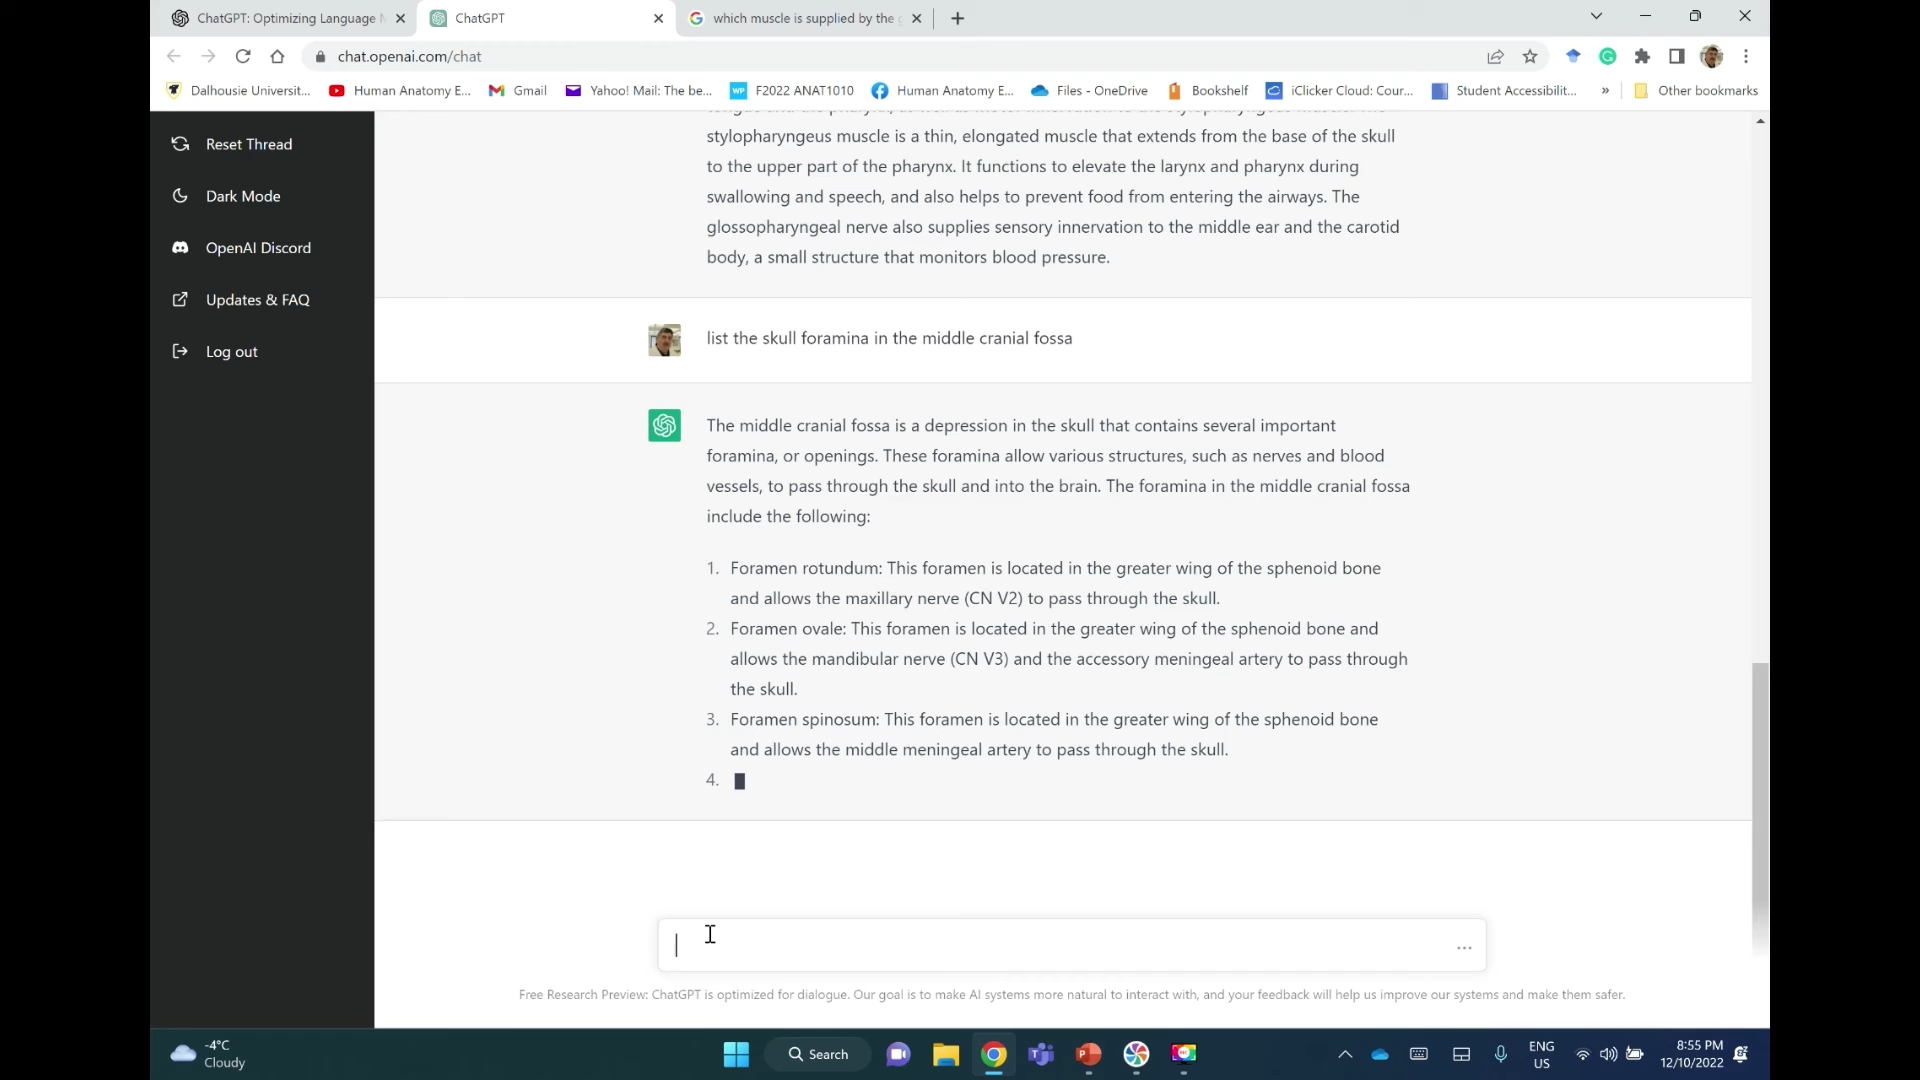 ChatGPT: Optimizing Language
ChatGPT
which muscle is supplied by the
chat.openai.com/chat
Dalhousie Universit...
Human Anatomy E...
Gmail
Yahoo! Mail: The be...
F2022 ANAT1010
Human Anatomy E...
Files - OneDrive
Bookshelf
iClicker Cloud: Cour...
Student Accessibilit...
»
Other bookmarks
Reset Thread
Dark Mode
OpenAI Discord
Updates & FAQ
Log out
stylopharyngeus muscle is a thin, elongated muscle that extends from the base of the skull
to the upper part of the pharynx. It functions to elevate the larynx and pharynx during
swallowing and speech, and also helps to prevent food from entering the airways. The
glossopharyngeal nerve also supplies sensory innervation to the middle ear and the carotid
body, a small structure that monitors blood pressure.
list the skull foramina in the middle cranial fossa
The middle cranial fossa is a depression in the skull that contains several important
foramina, or openings. These foramina allow various structures, such as nerves and blood
vessels, to pass through the skull and into the brain. The foramina in the middle cranial fossa
include the following:
1. Foramen rotundum: This foramen is located in the greater wing of the sphenoid bone
and allows the maxillary nerve (CN V2) to pass through the skull.
2. Foramen ovale: This foramen is located in the greater wing of the sphenoid bone and
allows the mandibular nerve (CN V3) and the accessory meningeal artery to pass through
the skull.
3. Foramen spinosum: This foramen is located in the greater wing of the sphenoid bone
and allows the middle meningeal artery to pass through the skull.
4.
...
Free Research Preview: ChatGPT is optimized for dialogue. Our goal is to make AI systems more natural to interact with, and your feedback will help us improve our systems and make them safer.
-4°C
Cloudy
Search
ENG
US
8:55 PM
12/10/2022